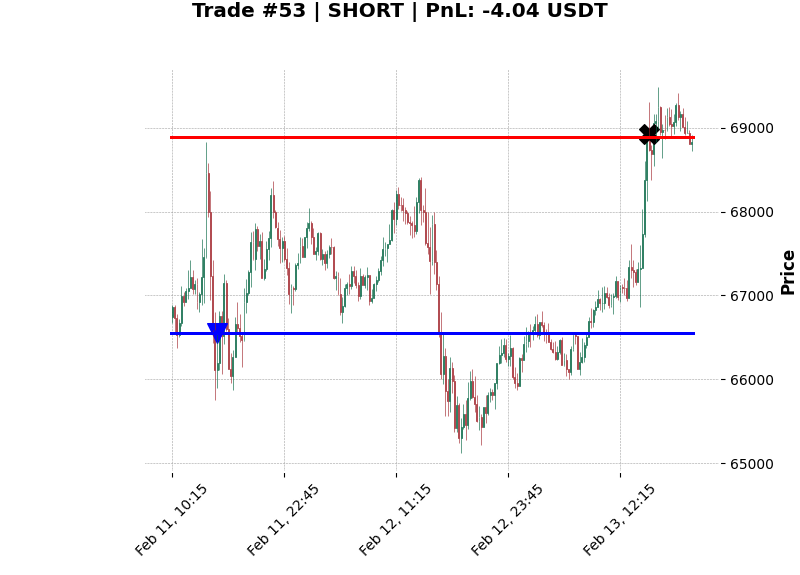 Trade #53 | SHORT | PnL: -4.04 USDT
69000
68000
67000
66000
65000
Price
Feb 11, 10:15
Feb 11, 22:45
Feb 12, 11:15
Feb 12, 23:45
Feb 13, 12:15